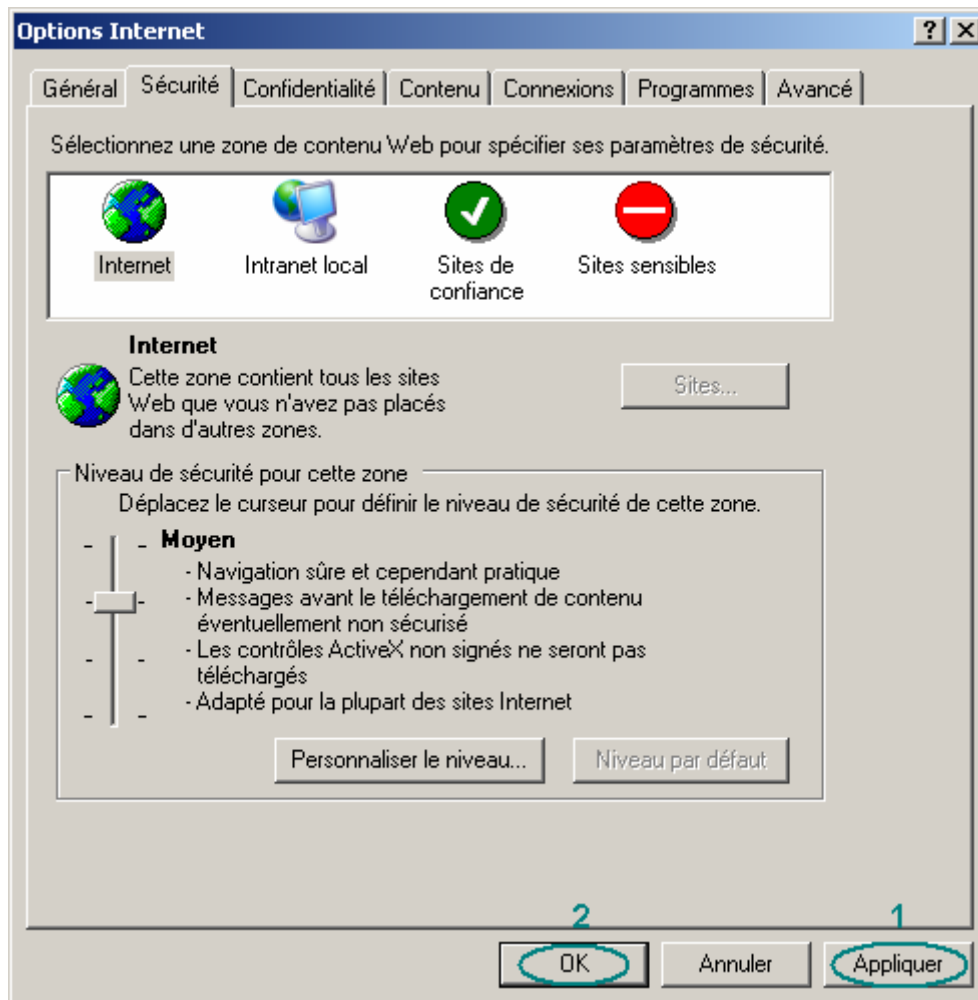 Options Internet
Général Sécurité Confidentialité Contenu Connexions Programmes Avancé
Sélectionnez une zone de contenu Web pour spécifier ses paramètres de sécurité.
Internet Intranet local Sites de confiance Sites sensibles
Internet
Cette zone contient tous les sites
Web que vous n'avez pas placés
dans d'autres zones.
Sites...
Niveau de sécurité pour cette zone
Déplacez le curseur pour définir le niveau de sécurité de cette zone.
Moyen
- Navigation sûre et cependant pratique
- Messages avant le téléchargement de contenu
éventuellement non sécurisé
- Les contrôles ActiveX non signés ne seront pas
téléchargés
- Adapté pour la plupart des sites Internet
Personnaliser le niveau... Niveau par défaut
2 1
OK Annuler Appliquer